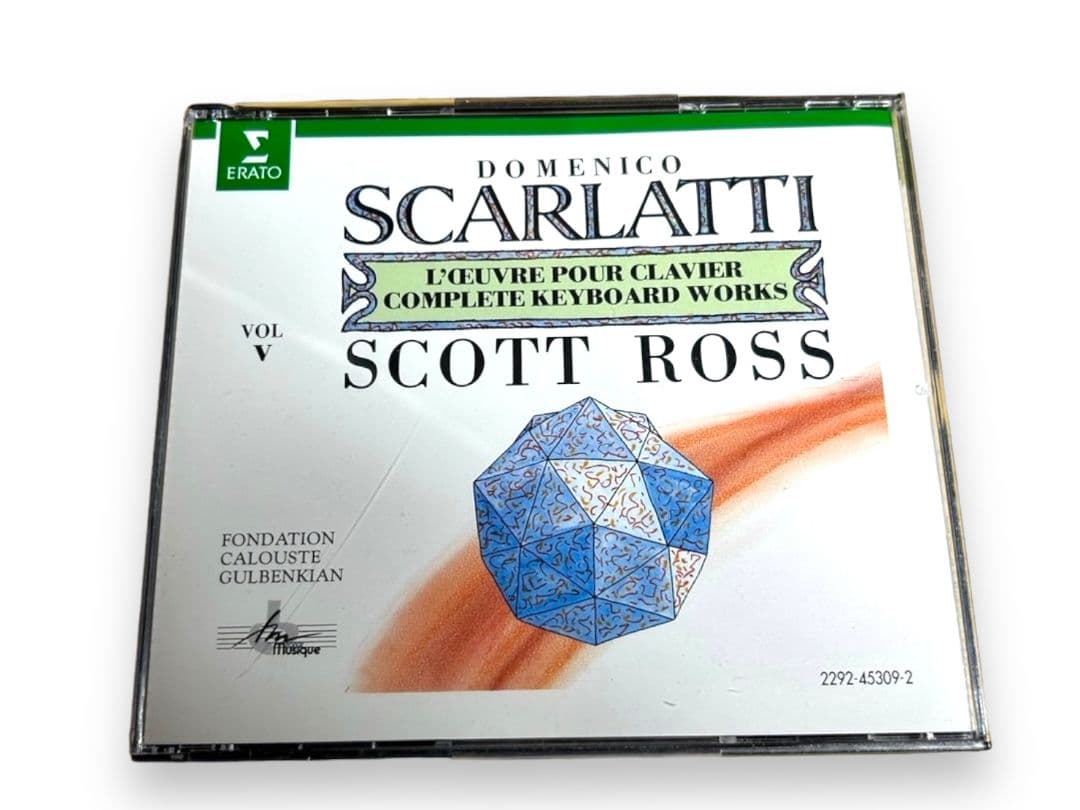 ERATO
DOMENICO
SCARLATTI
L'ŒUVRE POUR CLAVIER
COMPLETE KEYBOARD WORKS
VOL
V
SCOTT ROSS
FONDATION
CALOUSTE
GULBENKIAN
fm
Musique
2292-45309-2